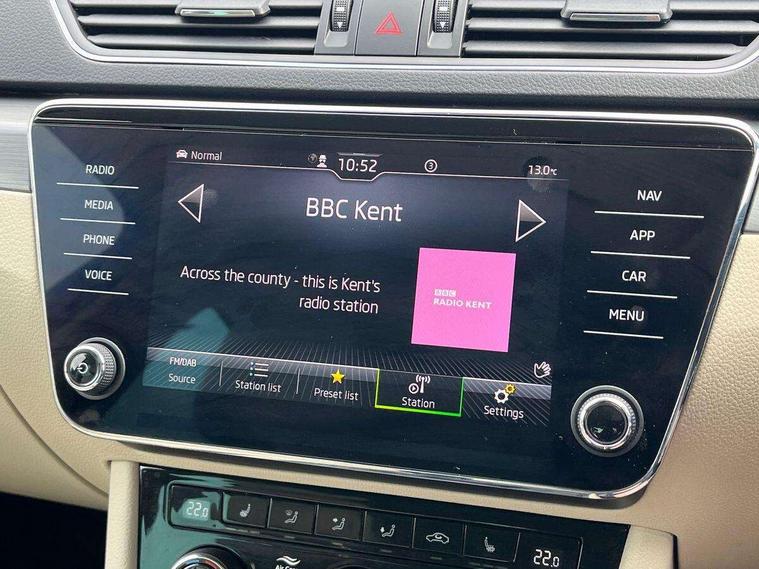 Normal
10:52
3
13.0°c
RADIO
MEDIA
PHONE
VOICE
NAV
APP
CAR
MENU
BBC Kent
Across the county - this is Kent's
radio station
BBC
RADIO KENT
FM/DAB
Source
Station list
Preset list
Station
Settings
22.0
22.0